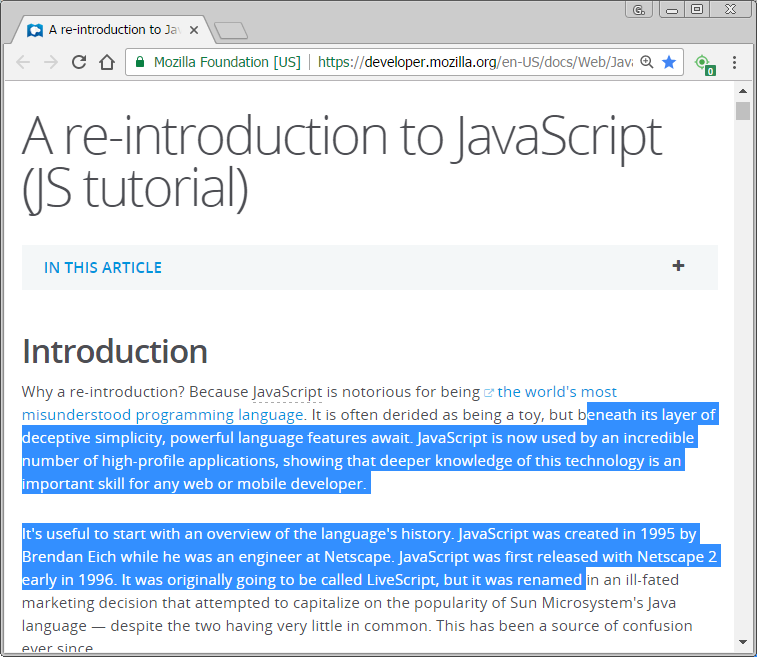 G.
A re-introduction to Jav
Mozilla Foundation [US] | https://developer.mozilla.org/en-US/docs/Web/Java
0
A re-introduction to JavaScript
(JS tutorial)
IN THIS ARTICLE +
Introduction
Why a re-introduction? Because JavaScript is notorious for being the world's most
misunderstood programming language. It is often derided as being a toy, but beneath its layer of
deceptive simplicity, powerful language features await. JavaScript is now used by an incredible
number of high-profile applications, showing that deeper knowledge of this technology is an
important skill for any web or mobile developer.
It's useful to start with an overview of the language's history. JavaScript was created in 1995 by
Brendan Eich while he was an engineer at Netscape. JavaScript was first released with Netscape 2
early in 1996. It was originally going to be called LiveScript, but it was renamed in an ill-fated
marketing decision that attempted to capitalize on the popularity of Sun Microsystem's Java
language — despite the two having very little in common. This has been a source of confusion
ever since.